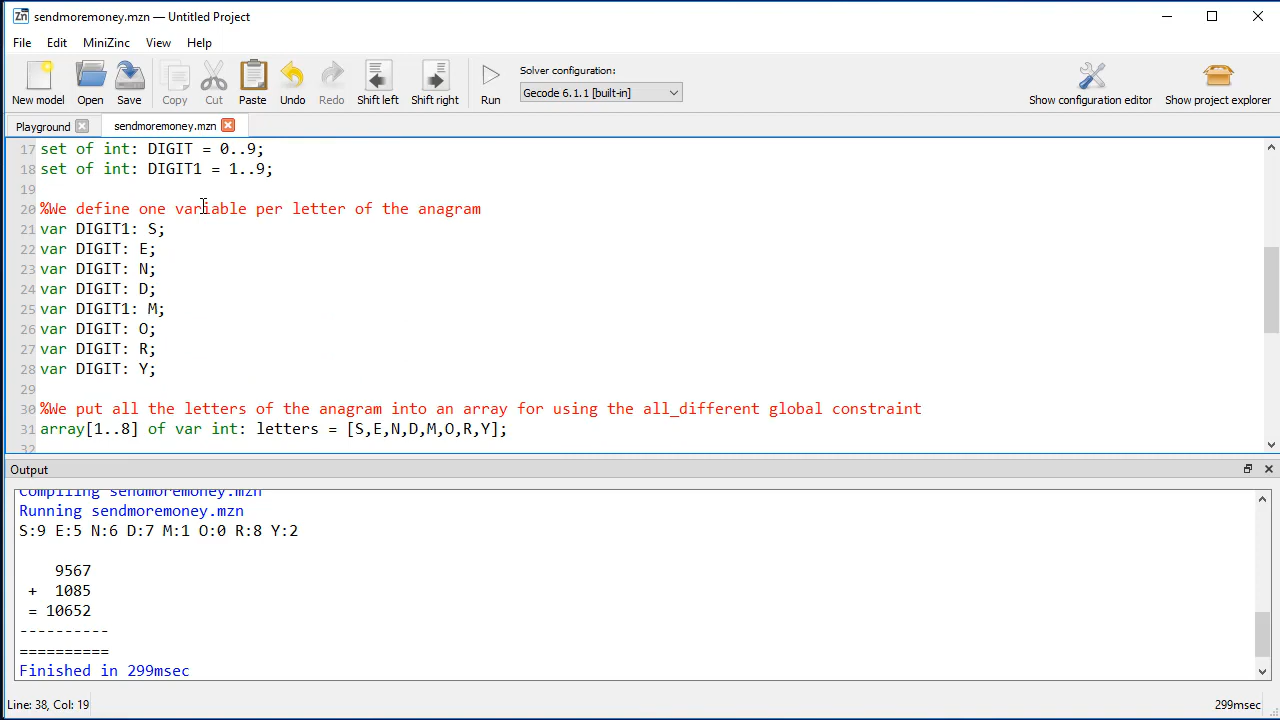 sendmoremoney.mzn — Untitled Project
File Edit MiniZinc View Help
New model Open Save Copy Cut Paste Undo Redo Shift left Shift right Run Solver configuration: Gecode 6.1.1 [built-in] Show configuration editor Show project explorer
Playground sendmoremoney.mzn
17 set of int: DIGIT = 0..9;
18 set of int: DIGIT1 = 1..9;
19
20 %We define one variable per letter of the anagram
21 var DIGIT1: S;
22 var DIGIT: E;
23 var DIGIT: N;
24 var DIGIT: D;
25 var DIGIT1: M;
26 var DIGIT: O;
27 var DIGIT: R;
28 var DIGIT: Y;
29
30 %We put all the letters of the anagram into an array for using the all_different global constraint
31 array[1..8] of var int: letters = [S,E,N,D,M,O,R,Y];
32
Output
Compiling sendmoremoney.mzn
Running sendmoremoney.mzn
S:9 E:5 N:6 D:7 M:1 O:0 R:8 Y:2
9567
+ 1085
= 10652
----------
==========
Finished in 299msec
Line: 38, Col: 19 299msec